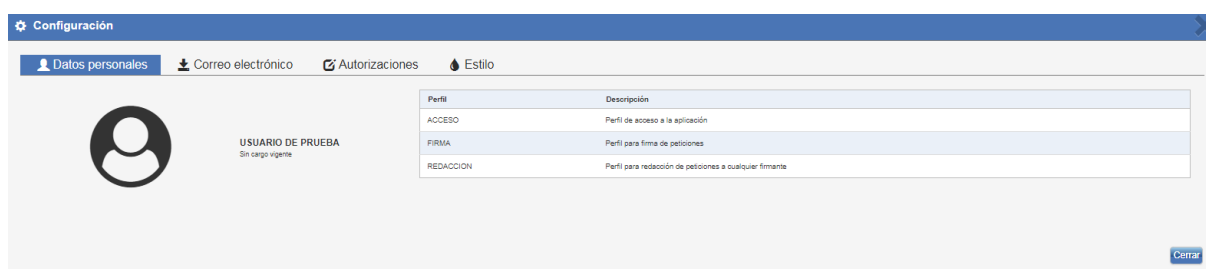 Configuración
Datos personales Correo electrónico Autorizaciones Estilo
USUARIO DE PRUEBA
Sin cargo vigente
Perfil Descripción
ACCESO Perfil de acceso a la aplicación
FIRMA Perfil para firma de peticiones
REDACCION Perfil para redacción de peticiones a cualquier firmante
Cerrar